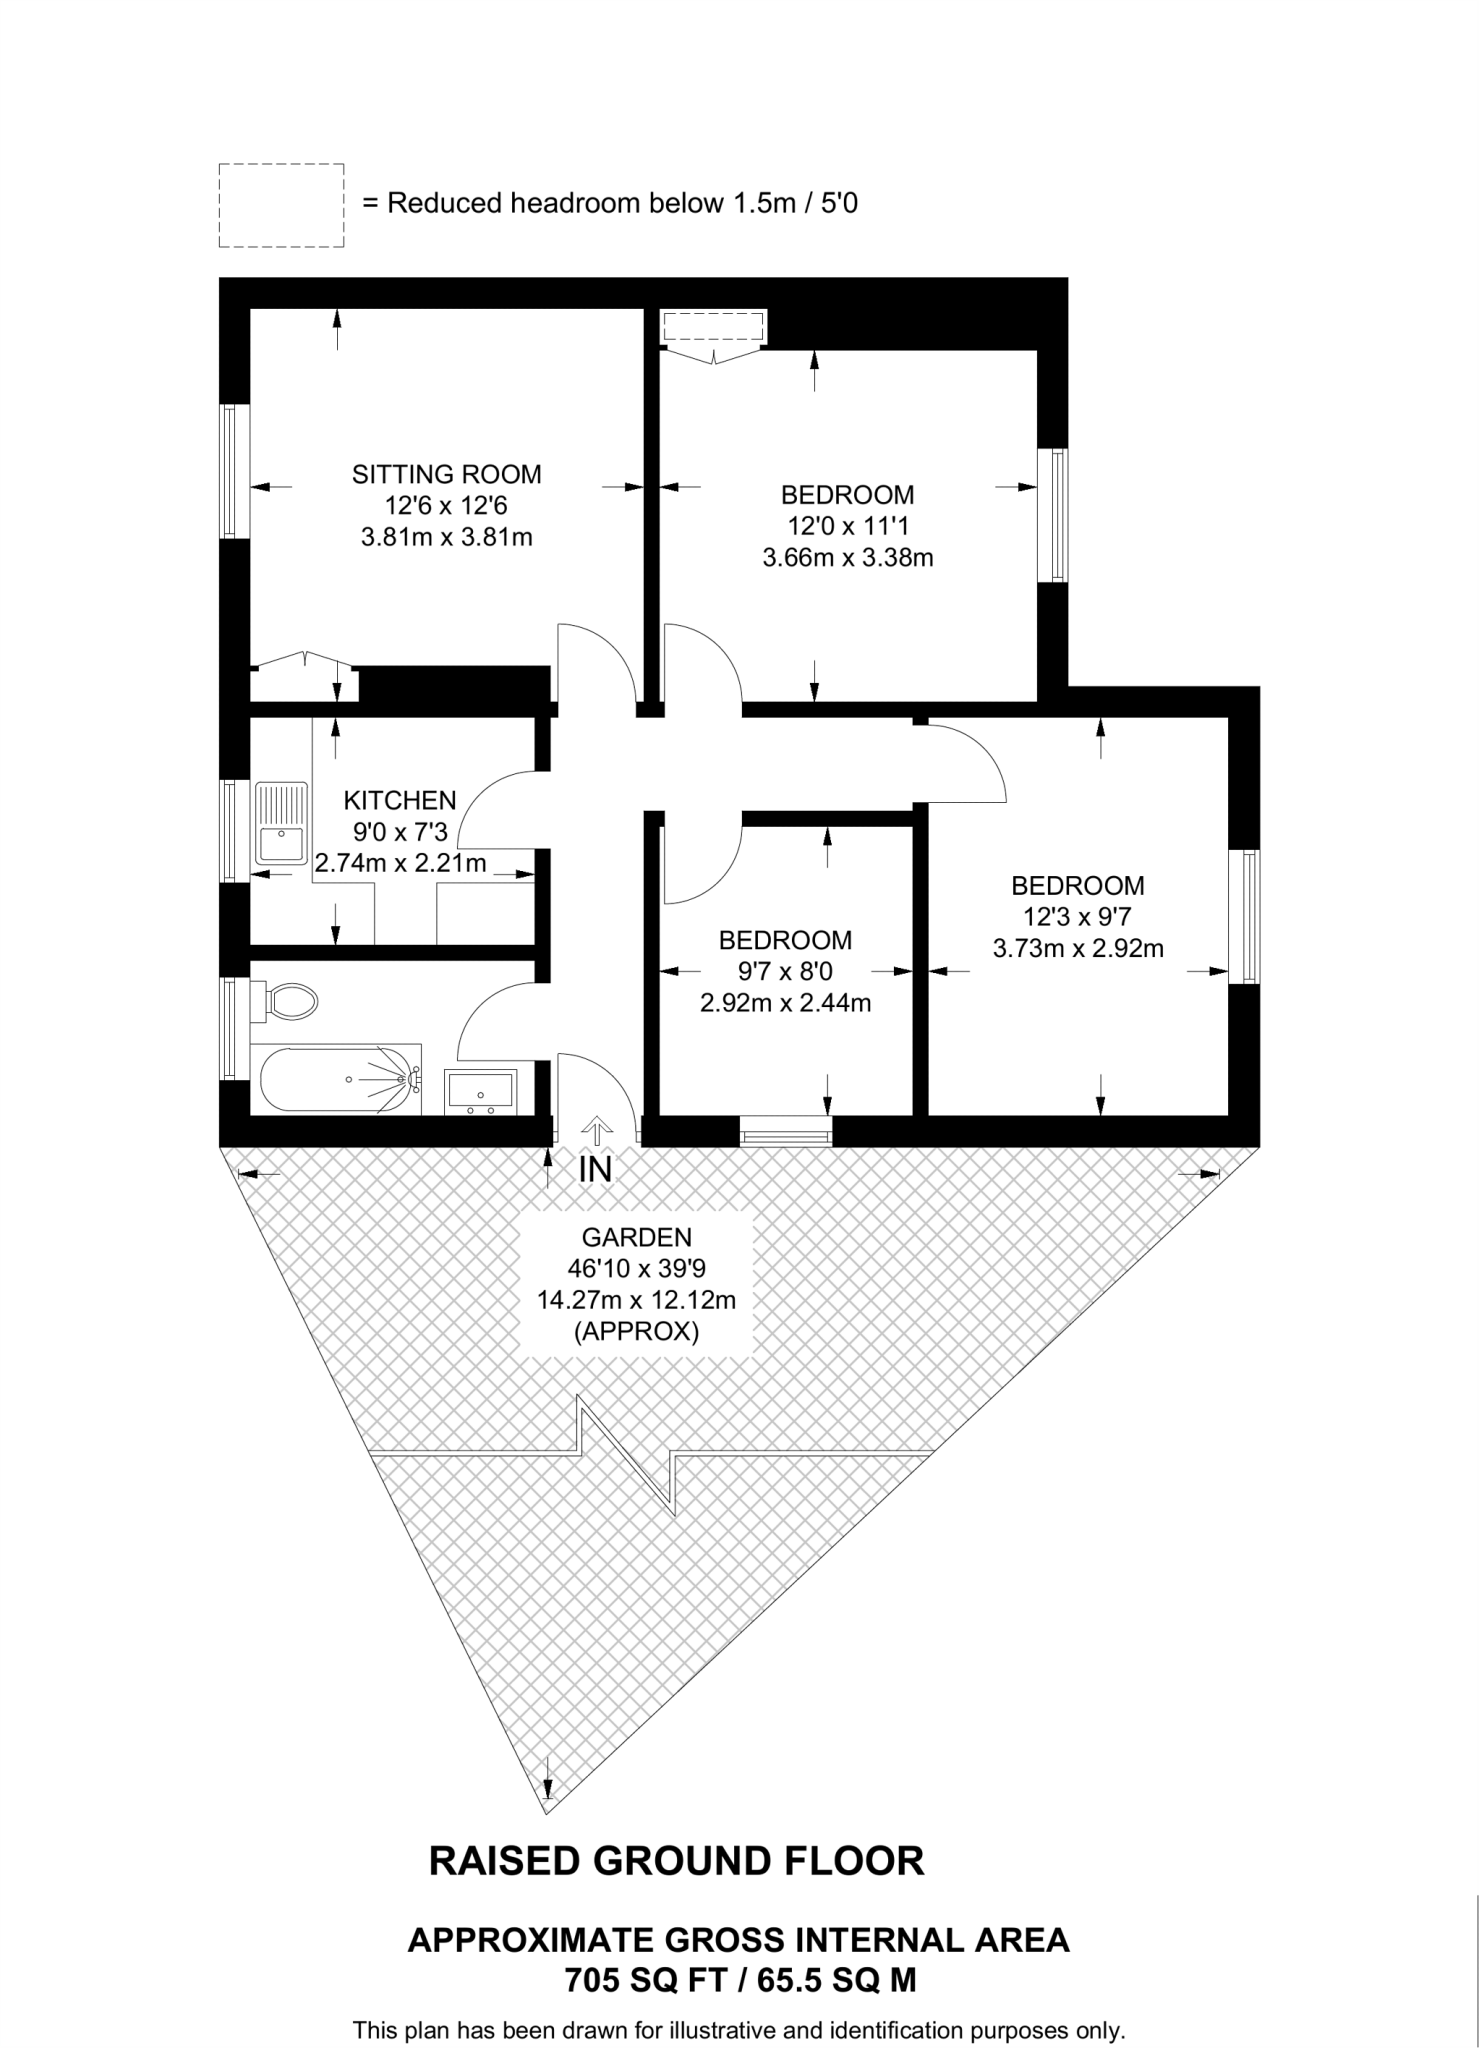 = Reduced headroom below 1.5m / 5'0
SITTING ROOM
12'6 x 12'6
3.81m x 3.81m
BEDROOM
12'0 x 11'1
3.66m x 3.38m
KITCHEN
9'0 x 7'3
2.74m x 2.21m
BEDROOM
12'3 x 9'7
3.73m x 2.92m
BEDROOM
9'7 x 8'0
2.92m x 2.44m
IN
GARDEN
46'10 x 39'9
14.27m x 12.12m
(APPROX)
RAISED GROUND FLOOR
APPROXIMATE GROSS INTERNAL AREA
705 SQ FT / 65.5 SQ M
This plan has been drawn for illustrative and identification purposes only.